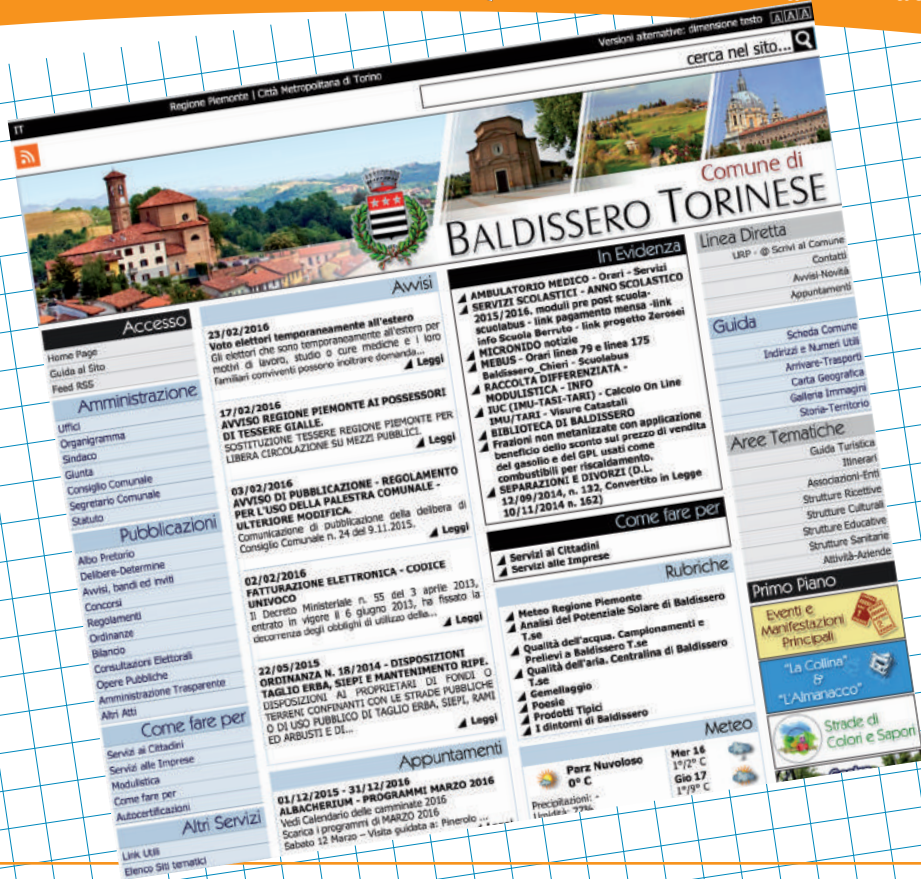 Versioni alternative: dimensione testo A A A
IT
Regione Piemonte | Città Metropolitana di Torino
cerca nel sito...
Comune di
BALDISSERO TORINESE
Accesso
Home Page
Guida al Sito
Feed RSS
Amministrazione
Uffici
Organigramma
Sindaco
Giunta
Consiglio Comunale
Segretario Comunale
Statuto
Pubblicazioni
Albo Pretorio
Delibere-Determine
Avvisi, bandi ed inviti
Concorsi
Regolamenti
Ordinanze
Bilancio
Consultazioni Elettorali
Opere Pubbliche
Amministrazione Trasparente
Altri Atti
Come fare per
Servizi ai Cittadini
Servizi alle Imprese
Modulistica
Come fare per
Autocertificazioni
Altri Servizi
Link Utili
Elenco Siti tematici
Avvisi
23/02/2016
Voto elettori temporaneamente all'estero
Gli elettori che sono temporaneamente all'estero per
motivi di lavoro, studio o cure mediche e i loro
familiari conviventi possono inoltrare domanda...
Leggi
17/02/2016
AVVISO REGIONE PIEMONTE AI POSSESSORI
DI TESSERE GIALLE.
SOSTITUZIONE TESSERE REGIONE PIEMONTE PER
LIBERA CIRCOLAZIONE SU MEZZI PUBBLICI.
Leggi
03/02/2016
AVVISO DI PUBBLICAZIONE - REGOLAMENTO
PER L'USO DELLA PALESTRA COMUNALE -
ULTERIORE MODIFICA.
Comunicazione di pubblicazione della delibera di
Consiglio Comunale n. 24 del 9.11.2015.
Leggi
02/02/2016
FATTURAZIONE ELETTRONICA - CODICE
UNIVOCO
Il Decreto Ministeriale n. 55 del 3 aprile 2013,
entrato in vigore il 6 giugno 2013, ha fissato la
decorrenza degli obblighi di utilizzo della...
Leggi
22/05/2015
ORDINANZA N. 18/2014 - DISPOSIZIONI
TAGLIO ERBA, SIEPI E MANTENIMENTO RIPE.
DISPOSIZIONI AI PROPRIETARI DI FONDI O
TERRENI CONFINANTI CON LE STRADE PUBBLICHE
O DI USO PUBBLICO DI TAGLIO ERBA, SIEPI, RAMI
ED ARBUSTI E DI...
Leggi
Appuntamenti
01/12/2015 - 31/12/2016
ALBACHERIUM - PROGRAMMI MARZO 2016
Vedi Calendario delle camminate 2016
Scarica i programmi di MARZO 2016
Sabato 12 Marzo – Visita guidata a: Pinerolo ...
In Evidenza
AMBULATORIO MEDICO - Orari - Servizi
SERVIZI SCOLASTICI - ANNO SCOLASTICO
2015/2016. moduli pre post scuola-
scuolabus - link pagamento mensa -link
info Scuola Berruto - link progetto Zerosei
MICRONIDO notizie
MEBUS - Orari linea 79 e linea 175
Baldissero_Chieri - Scuolabus
RACCOLTA DIFFERENZIATA -
MODULISTICA - INFO
IUC (IMU-TASI-TARI) - Calcolo On Line
IMU/TARI - Visure Catastali
BIBLIOTECA DI BALDISSERO
Frazioni non metanizzate con applicazione
beneficio dello sconto sul prezzo di vendita
del gasolio e del GPL usati come
combustibili per riscaldamento.
SEPARAZIONI E DIVORZI (D.L.
12/09/2014, n. 132, Convertito in Legge
10/11/2014 n. 162)
Come fare per
Servizi ai Cittadini
Servizi alle Imprese
Rubriche
Meteo Regione Piemonte
Analisi del Potenziale Solare di Baldissero
T.se
Qualità dell'acqua. Campionamenti e
Prelievi a Baldissero T.se
Qualità dell'aria. Centralina di Baldissero
T.se
Gemellaggio
Poesie
Prodotti Tipici
I dintorni di Baldissero
Meteo
Parz Nuvoloso
0° C
Precipitazioni: -
Umidità: 77%
Mer 16
1°/2° C
Gio 17
1°/9° C
Linea Diretta
URP - @ Scrivi al Comune
Contatti
Avvisi-Novità
Appuntamenti
Guida
Scheda Comune
Indirizzi e Numeri Utili
Arrivare-Trasporti
Carta Geografica
Galleria Immagini
Storia-Territorio
Aree Tematiche
Guida Turistica
Itinerari
Associazioni-Enti
Strutture Ricettive
Strutture Culturali
Strutture Educative
Strutture Sanitarie
Attività-Aziende
Primo Piano
Eventi e
Manifestazioni
Principali
"La Collina"
&
"L'Almanacco"
Strade di
Colori e Sapori